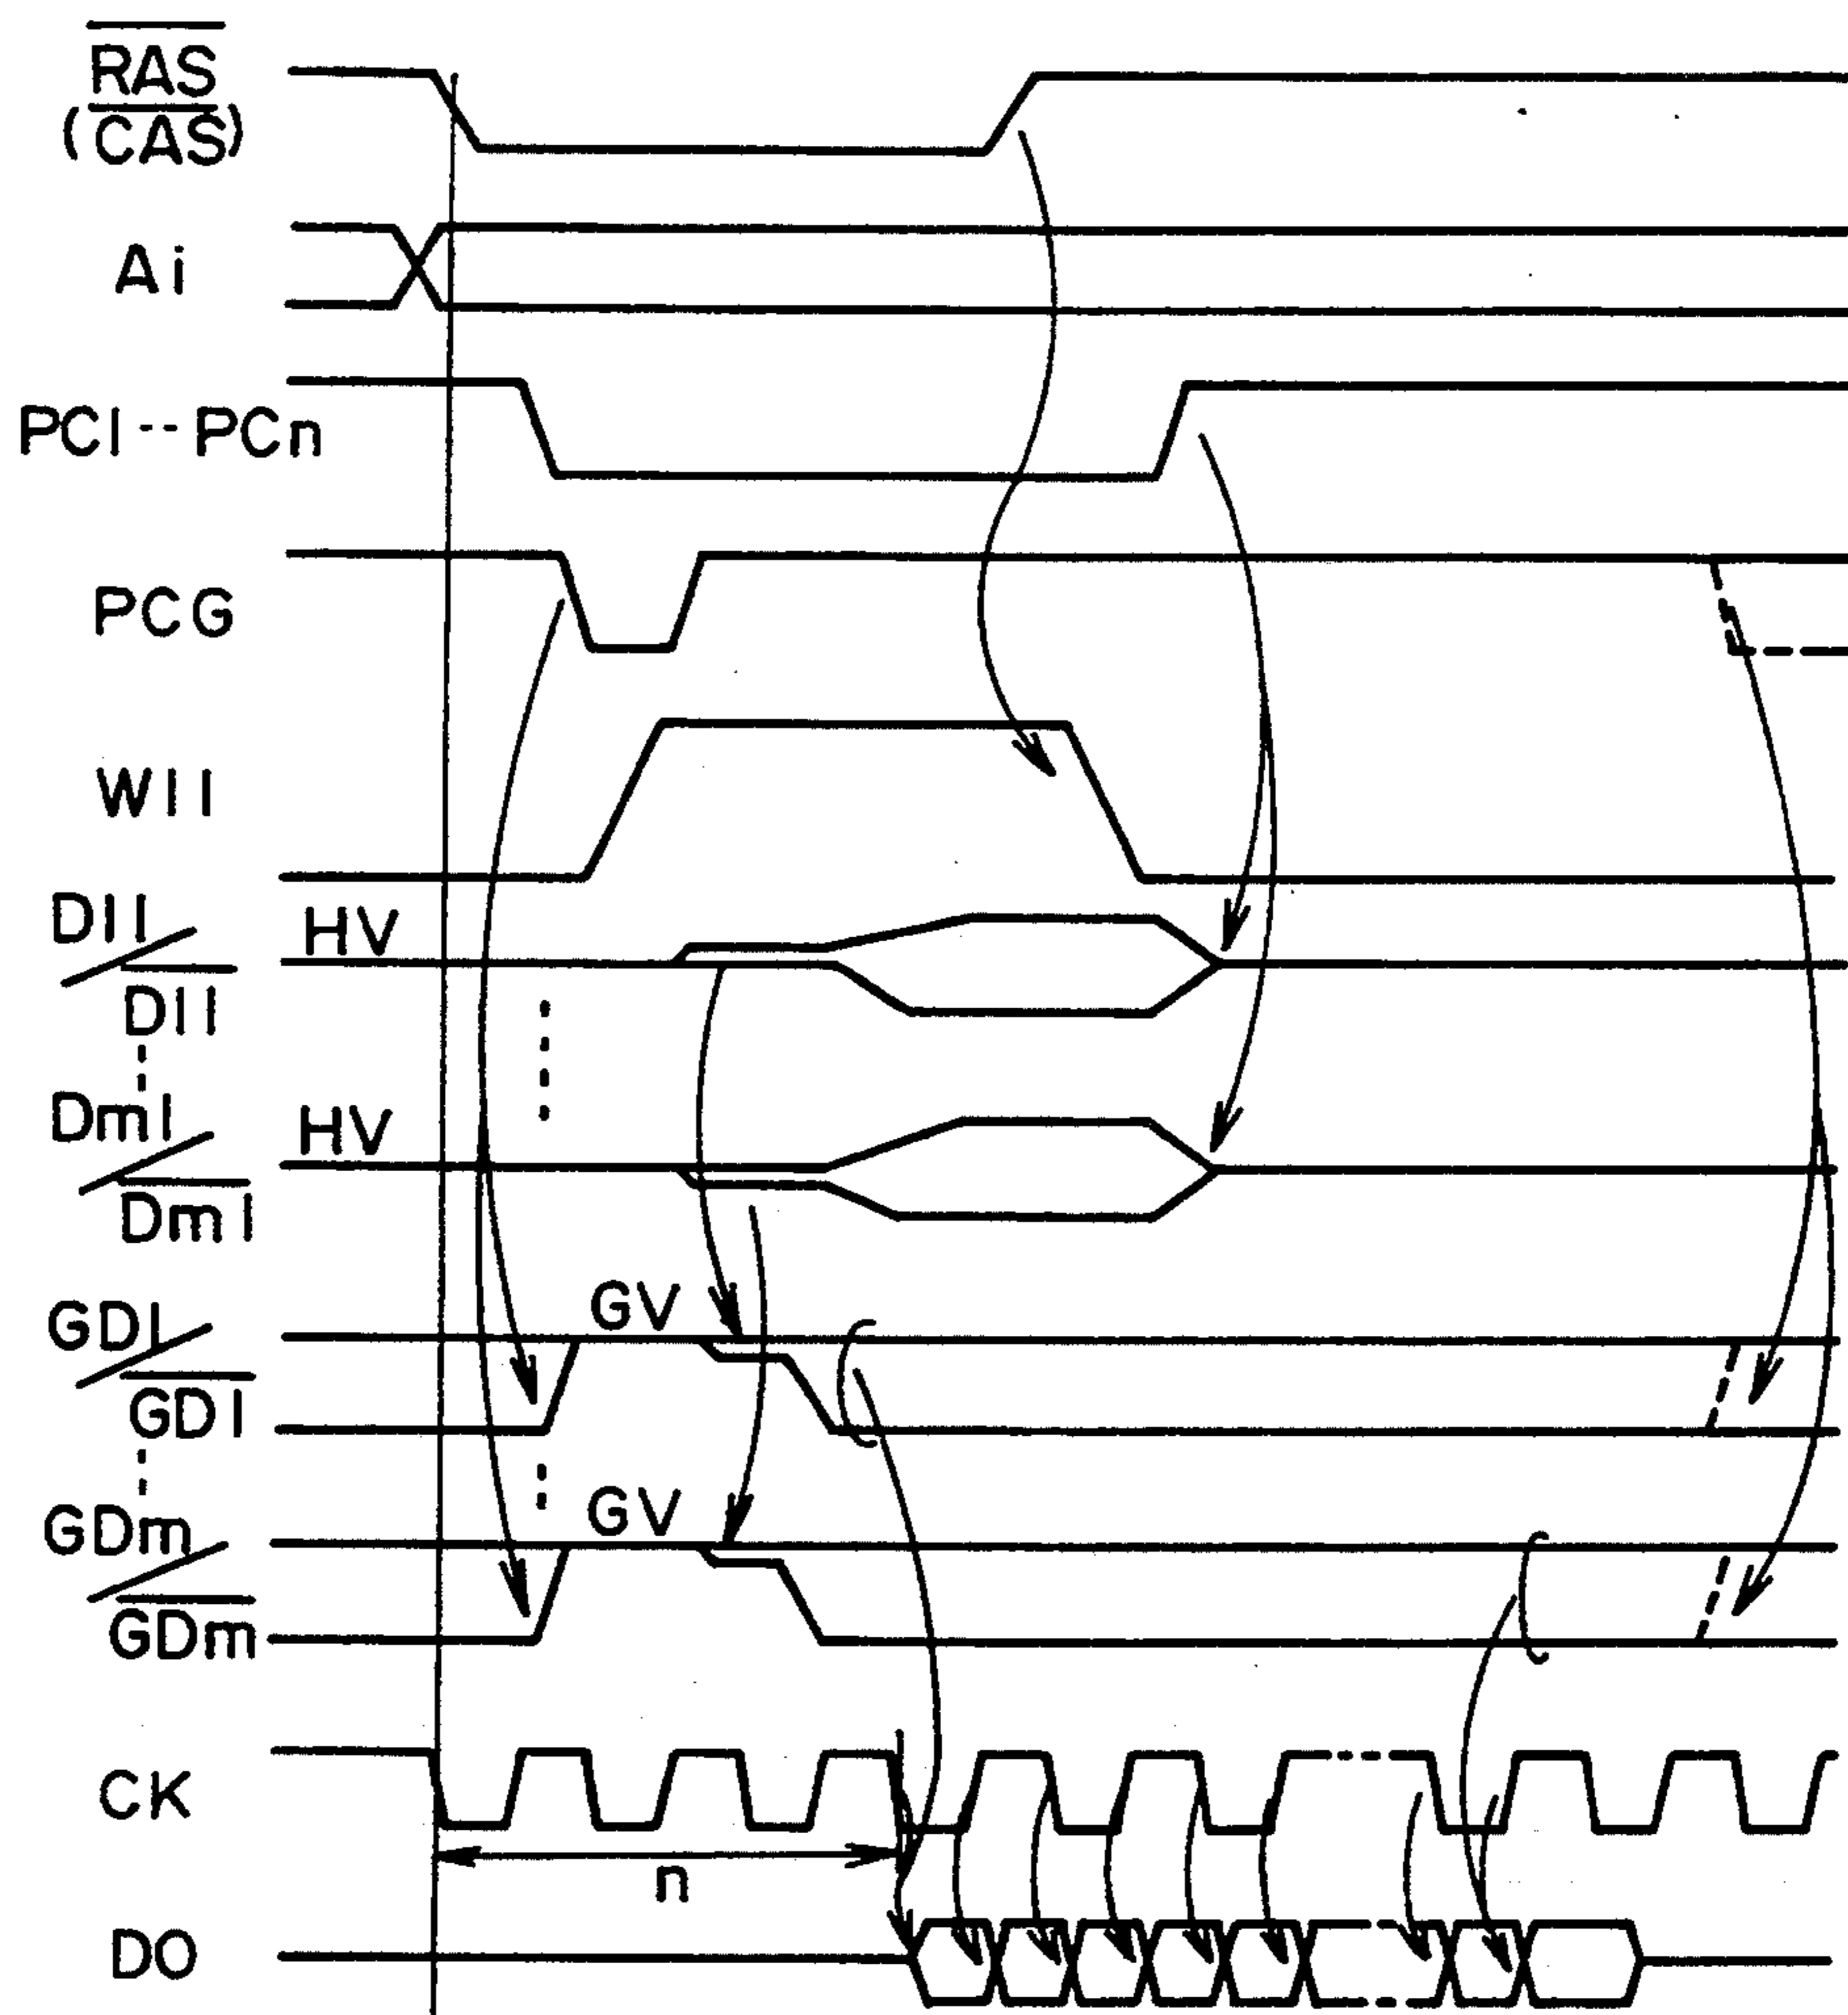 RAS
(CAS)
Ai
PC1--PCn
PCG
W11
D11/D11
HV
Dm1/Dm1
HV
GD1/GD1
GV
GDm/GDm
GV
CK
n
DO